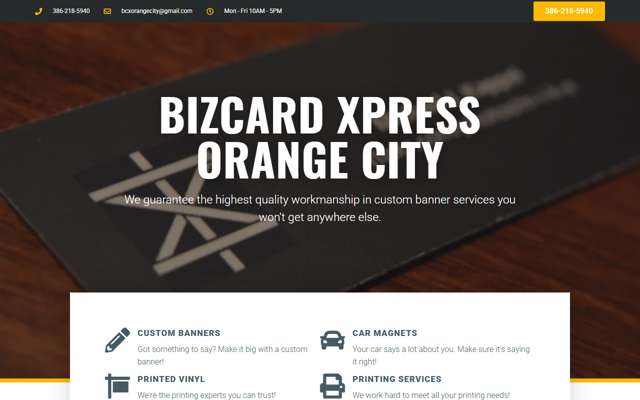 386-218-5940
bcxorangecity@gmail.com
Mon - Fri 10AM - 5PM
386-218-5940
BIZCARD XPRESS
ORANGE CITY
We guarantee the highest quality workmanship in custom banner services you
won't get anywhere else.
CUSTOM BANNERS
Got something to say? Make it big with a custom
banner!
CAR MAGNETS
Your car says a lot about you. Make sure it's saying
it right!
PRINTED VINYL
We're the printing experts you can trust!
PRINTING SERVICES
We work hard to meet all your printing needs!